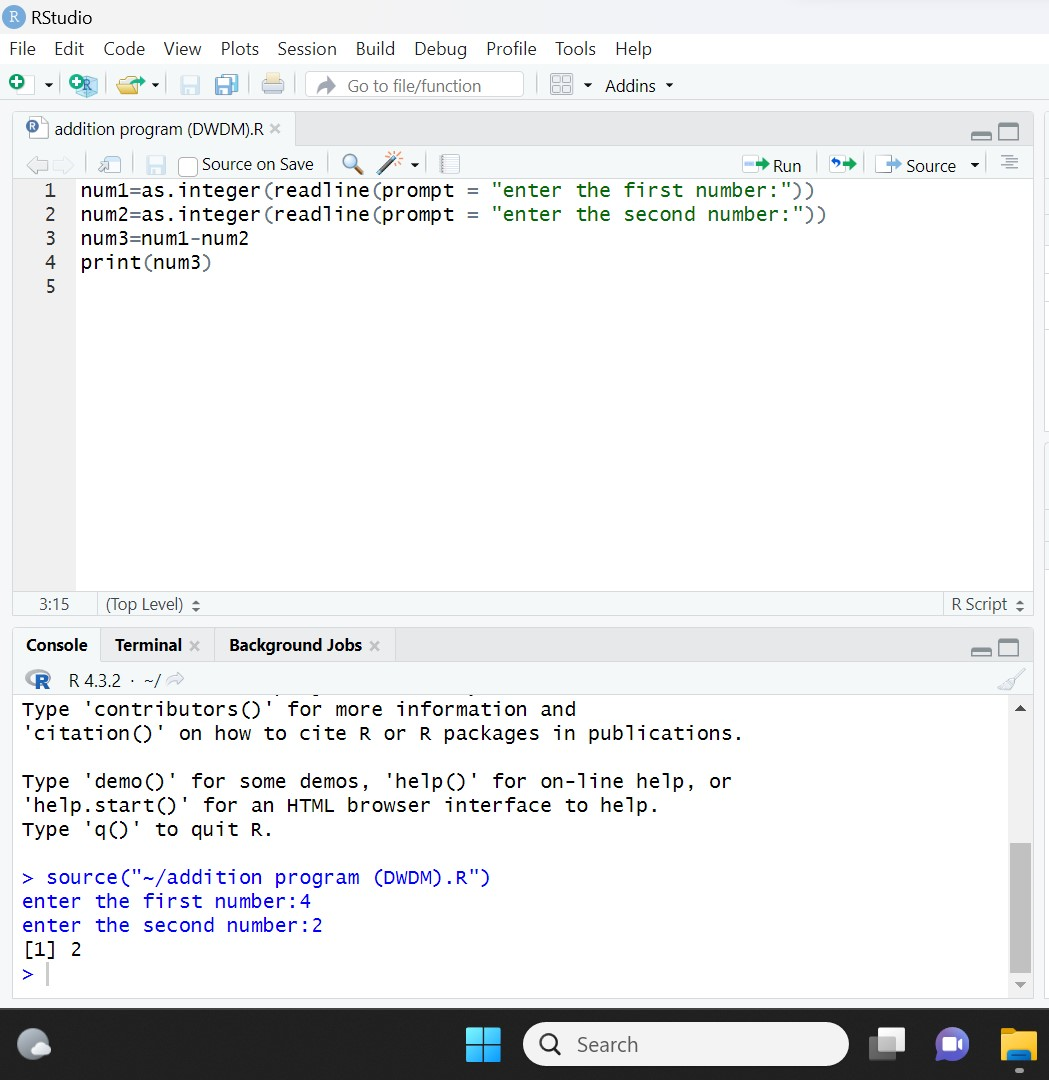 RStudio
File Edit Code View Plots Session Build Debug Profile Tools Help
Go to file/function Addins
addition program (DWDM).R
Source on Save Run Source
1 num1=as.integer(readline(prompt = "enter the first number:"))
2 num2=as.integer(readline(prompt = "enter the second number:"))
3 num3=num1-num2
4 print(num3)
5
3:15 (Top Level) R Script
Console Terminal Background Jobs
R 4.3.2 · ~/
Type 'contributors()' for more information and
'citation()' on how to cite R or R packages in publications.
Type 'demo()' for some demos, 'help()' for on-line help, or
'help.start()' for an HTML browser interface to help.
Type 'q()' to quit R.
> source("~/addition program (DWDM).R")
enter the first number:4
enter the second number:2
[1] 2
>
Search